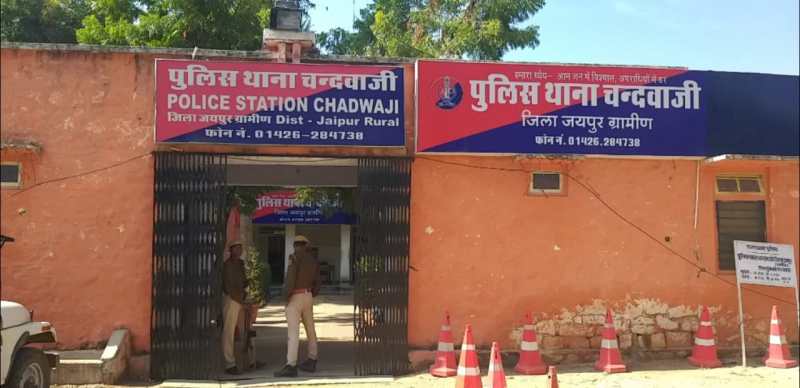 पुलिस थाना चन्दवाजी
POLICE STATION CHADWAJI
जिला जयपुर ग्रामीण Dist - Jaipur Rural
फोन नं. 01426-284738
हमारा ध्येय - आम जन में विश्वास, अपराधियों में डर
पुलिस थाना चन्दवाजी
जिला जयपुर ग्रामीण
फोन नं. 01426.284738
पुलिस थाना चन्दवाजी
जिला जयपुर ग्रामीण